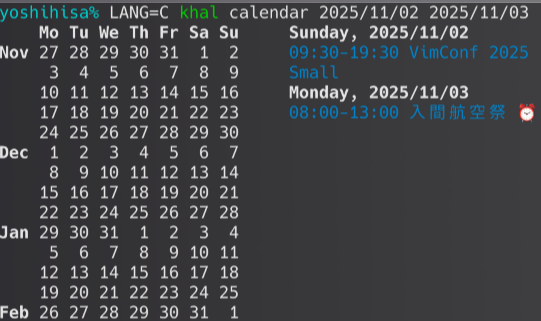 yoshihisa% LANG=C khal calendar 2025/11/02 2025/11/03
    Mo Tu We Th Fr Sa Su     Sunday, 2025/11/02
Nov 27 28 29 30 31  1  2     09:30-19:30 VimConf 2025
     3  4  5  6  7  8  9     Small
    10 11 12 13 14 15 16     Monday, 2025/11/03
    17 18 19 20 21 22 23     08:00-13:00 入間航空祭 ⏰
    24 25 26 27 28 29 30
Dec  1  2  3  4  5  6  7
     8  9 10 11 12 13 14
    15 16 17 18 19 20 21
    22 23 24 25 26 27 28
Jan 29 30 31  1  2  3  4
     5  6  7  8  9 10 11
    12 13 14 15 16 17 18
    19 20 21 22 23 24 25
Feb 26 27 28 29 30 31  1